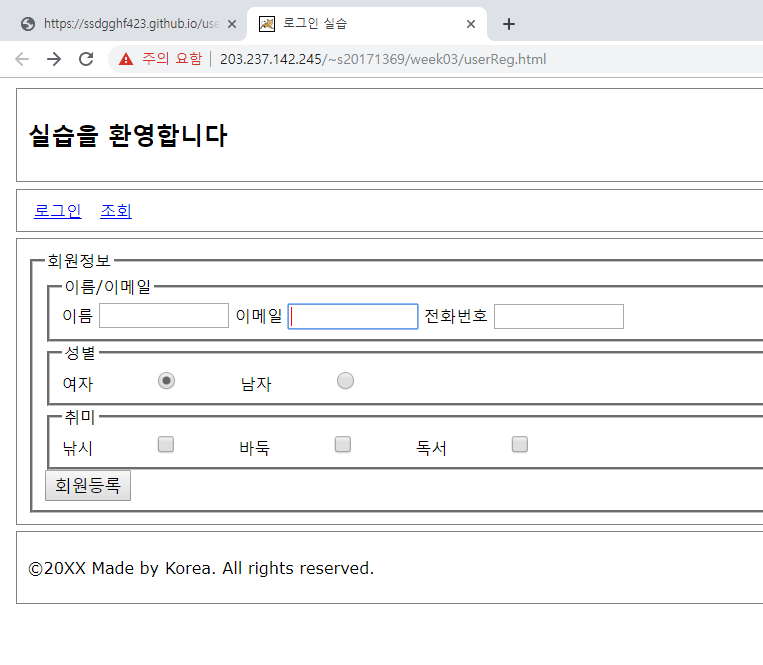 https://ssdgghf423.github.io/use
로그인 실습
주의 요함 203.237.142.245/~s20171369/week03/userReg.html
실습을 환영합니다
로그인 조회
회원정보
이름/이메일
이름 이메일 전화번호
성별
여자 남자
취미
낚시 바둑 독서
회원등록
©20XX Made by Korea. All rights reserved.